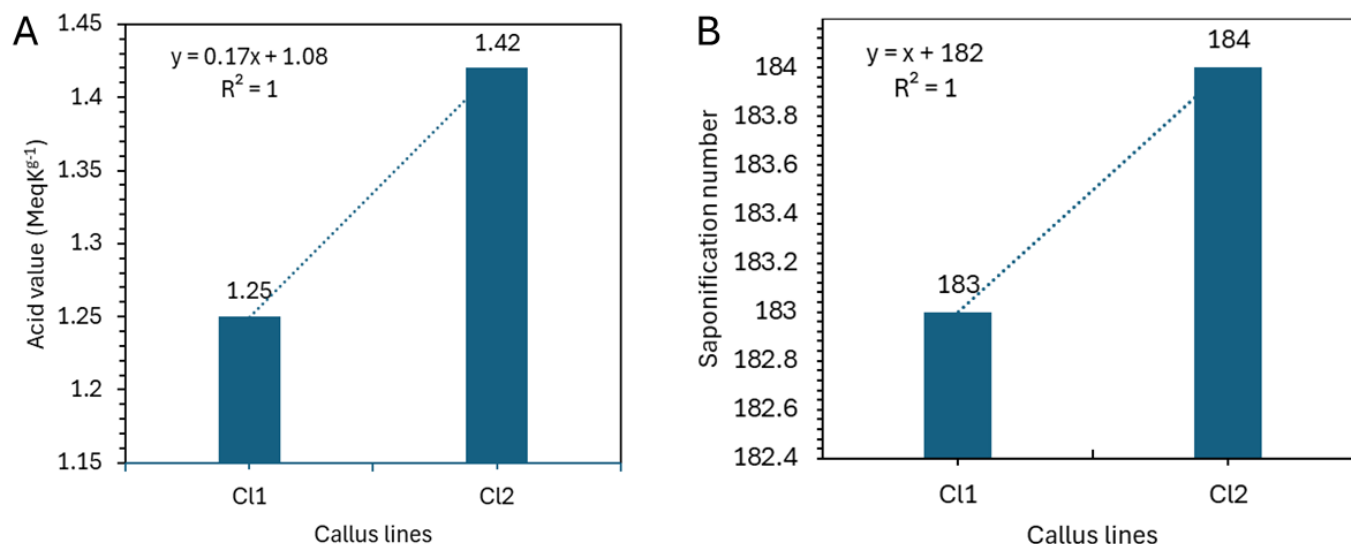 A
1.45
1.4
1.35
1.3
1.25
1.2
1.15
Acid value (MeqK^g-1)
y = 0.17x + 1.08
R² = 1
1.25
1.42
Cl1
Cl2
Callus lines
B
184
183.8
183.6
183.4
183.2
183
182.8
182.6
182.4
Saponification number
y = x + 182
R² = 1
183
184
Cl1
Cl2
Callus lines